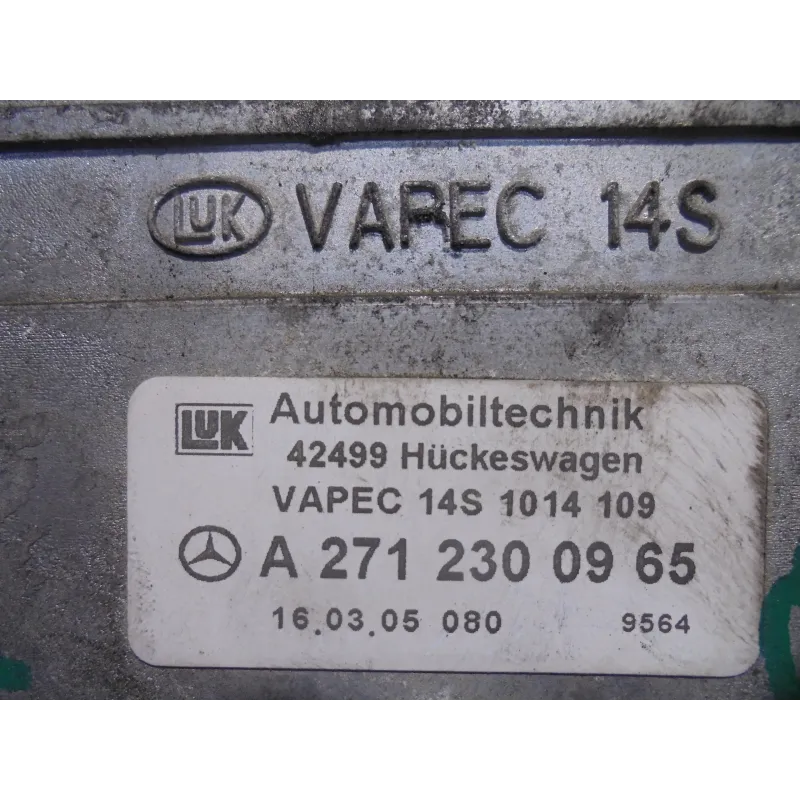 LUK VAPEC 14S
LUK Automobiltechnik
42499 Hückeswagen
VAPEC 14S 1014 109
A 271 230 09 65
16.03.05 080 9564